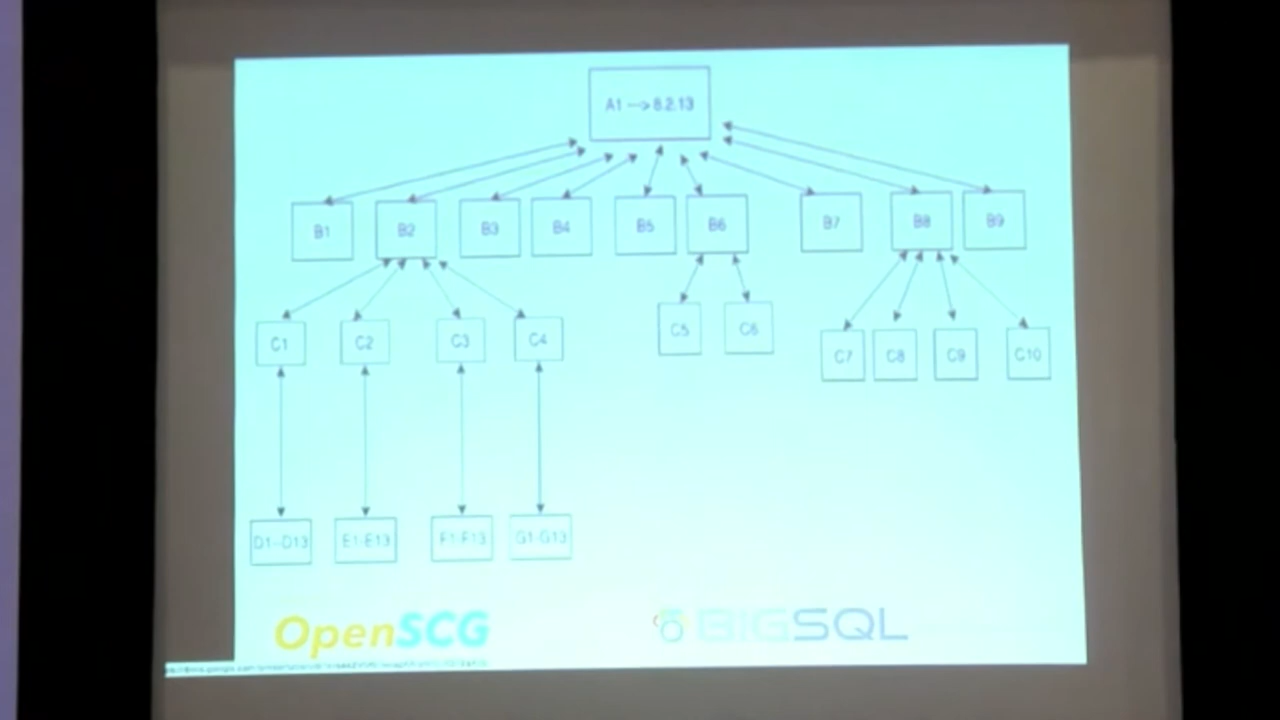 A1 --> 8.2.13
B1 B2 B3 B4 B5 B6 B7 B8 B9
C1 C2 C3 C4 C5 C6 C7 C8 C9 C10
D1--D13 E1-E13 F1-F13 G1-G13
OpenSCG BIGSQL